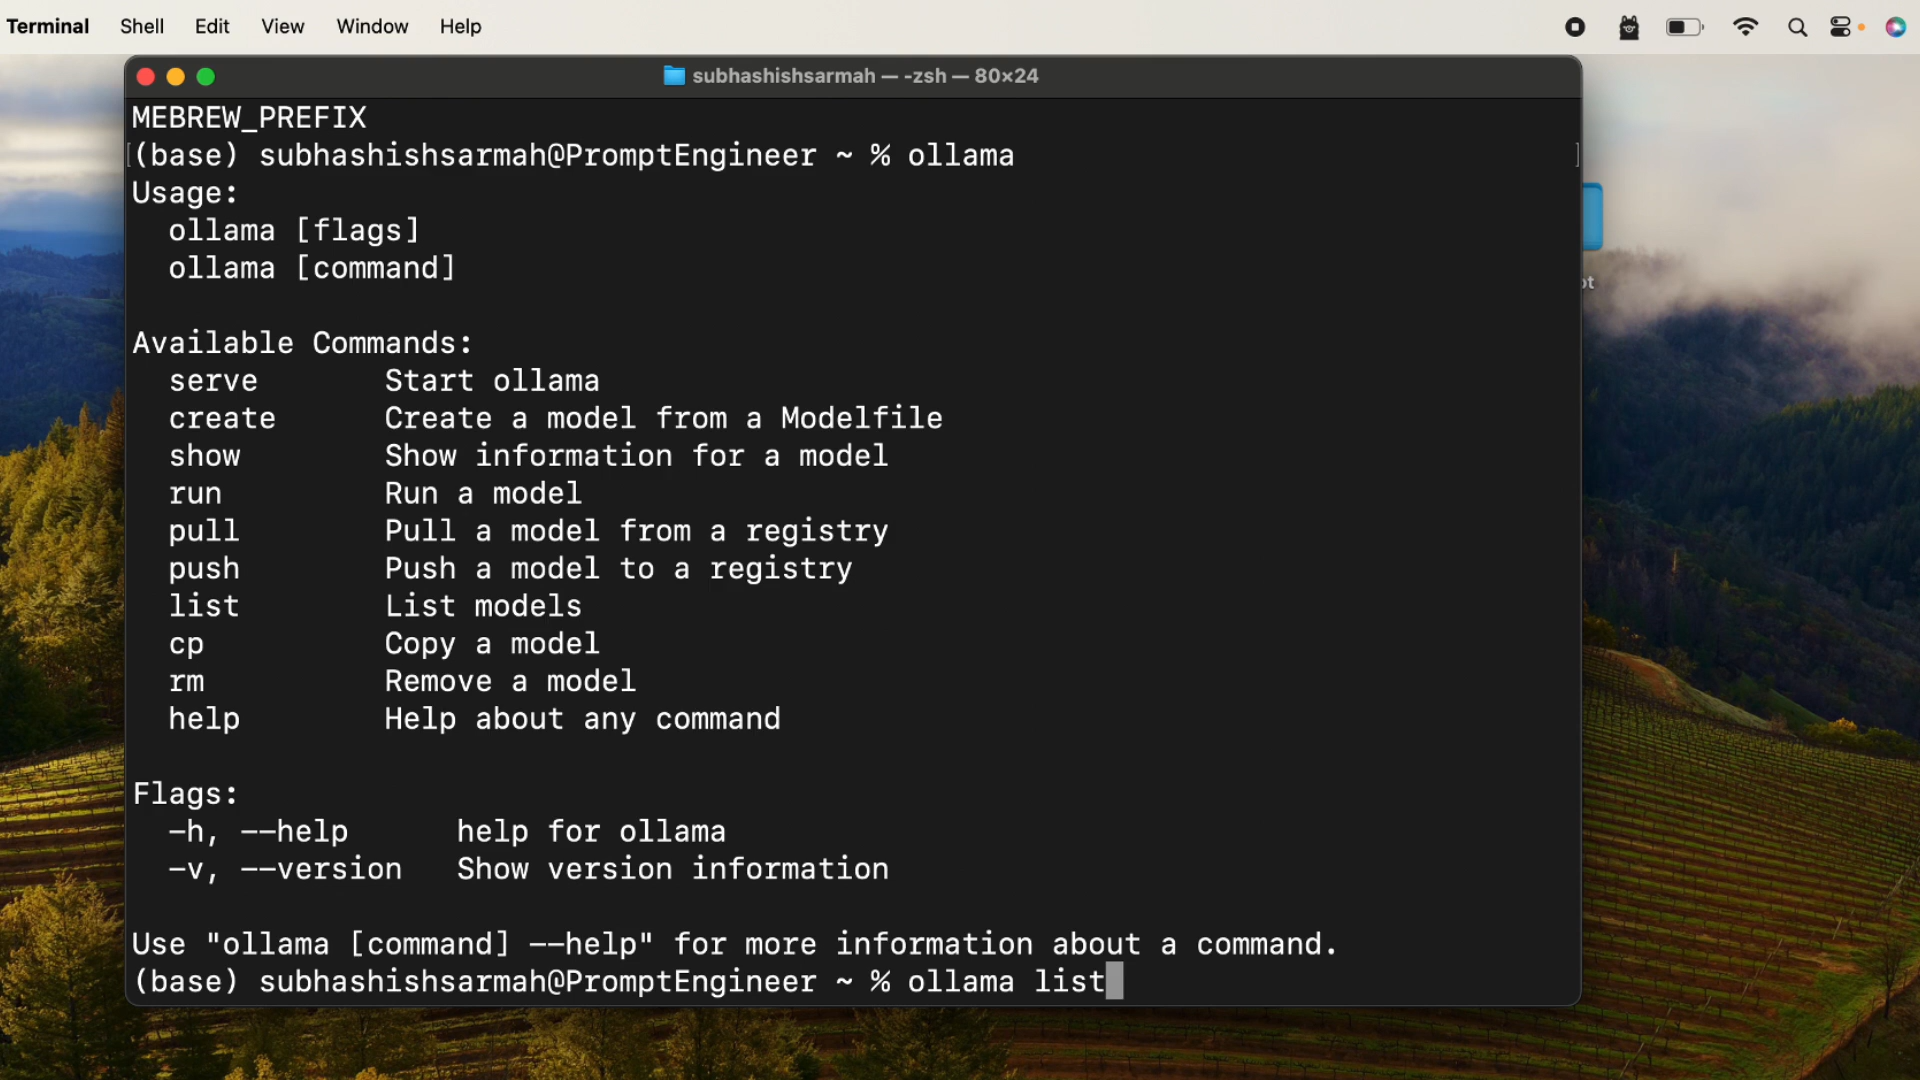 Terminal Shell Edit View Window Help
subhashishsarmah — -zsh — 80×24
MEBREW_PREFIX
[(base) subhashishsarmah@PromptEngineer ~ % ollama ]
Usage:
ollama [flags]
ollama [command]
Available Commands:
serve Start ollama
create Create a model from a Modelfile
show Show information for a model
run Run a model
pull Pull a model from a registry
push Push a model to a registry
list List models
cp Copy a model
rm Remove a model
help Help about any command
Flags:
-h, --help help for ollama
-v, --version Show version information
Use "ollama [command] --help" for more information about a command.
(base) subhashishsarmah@PromptEngineer ~ % ollama list